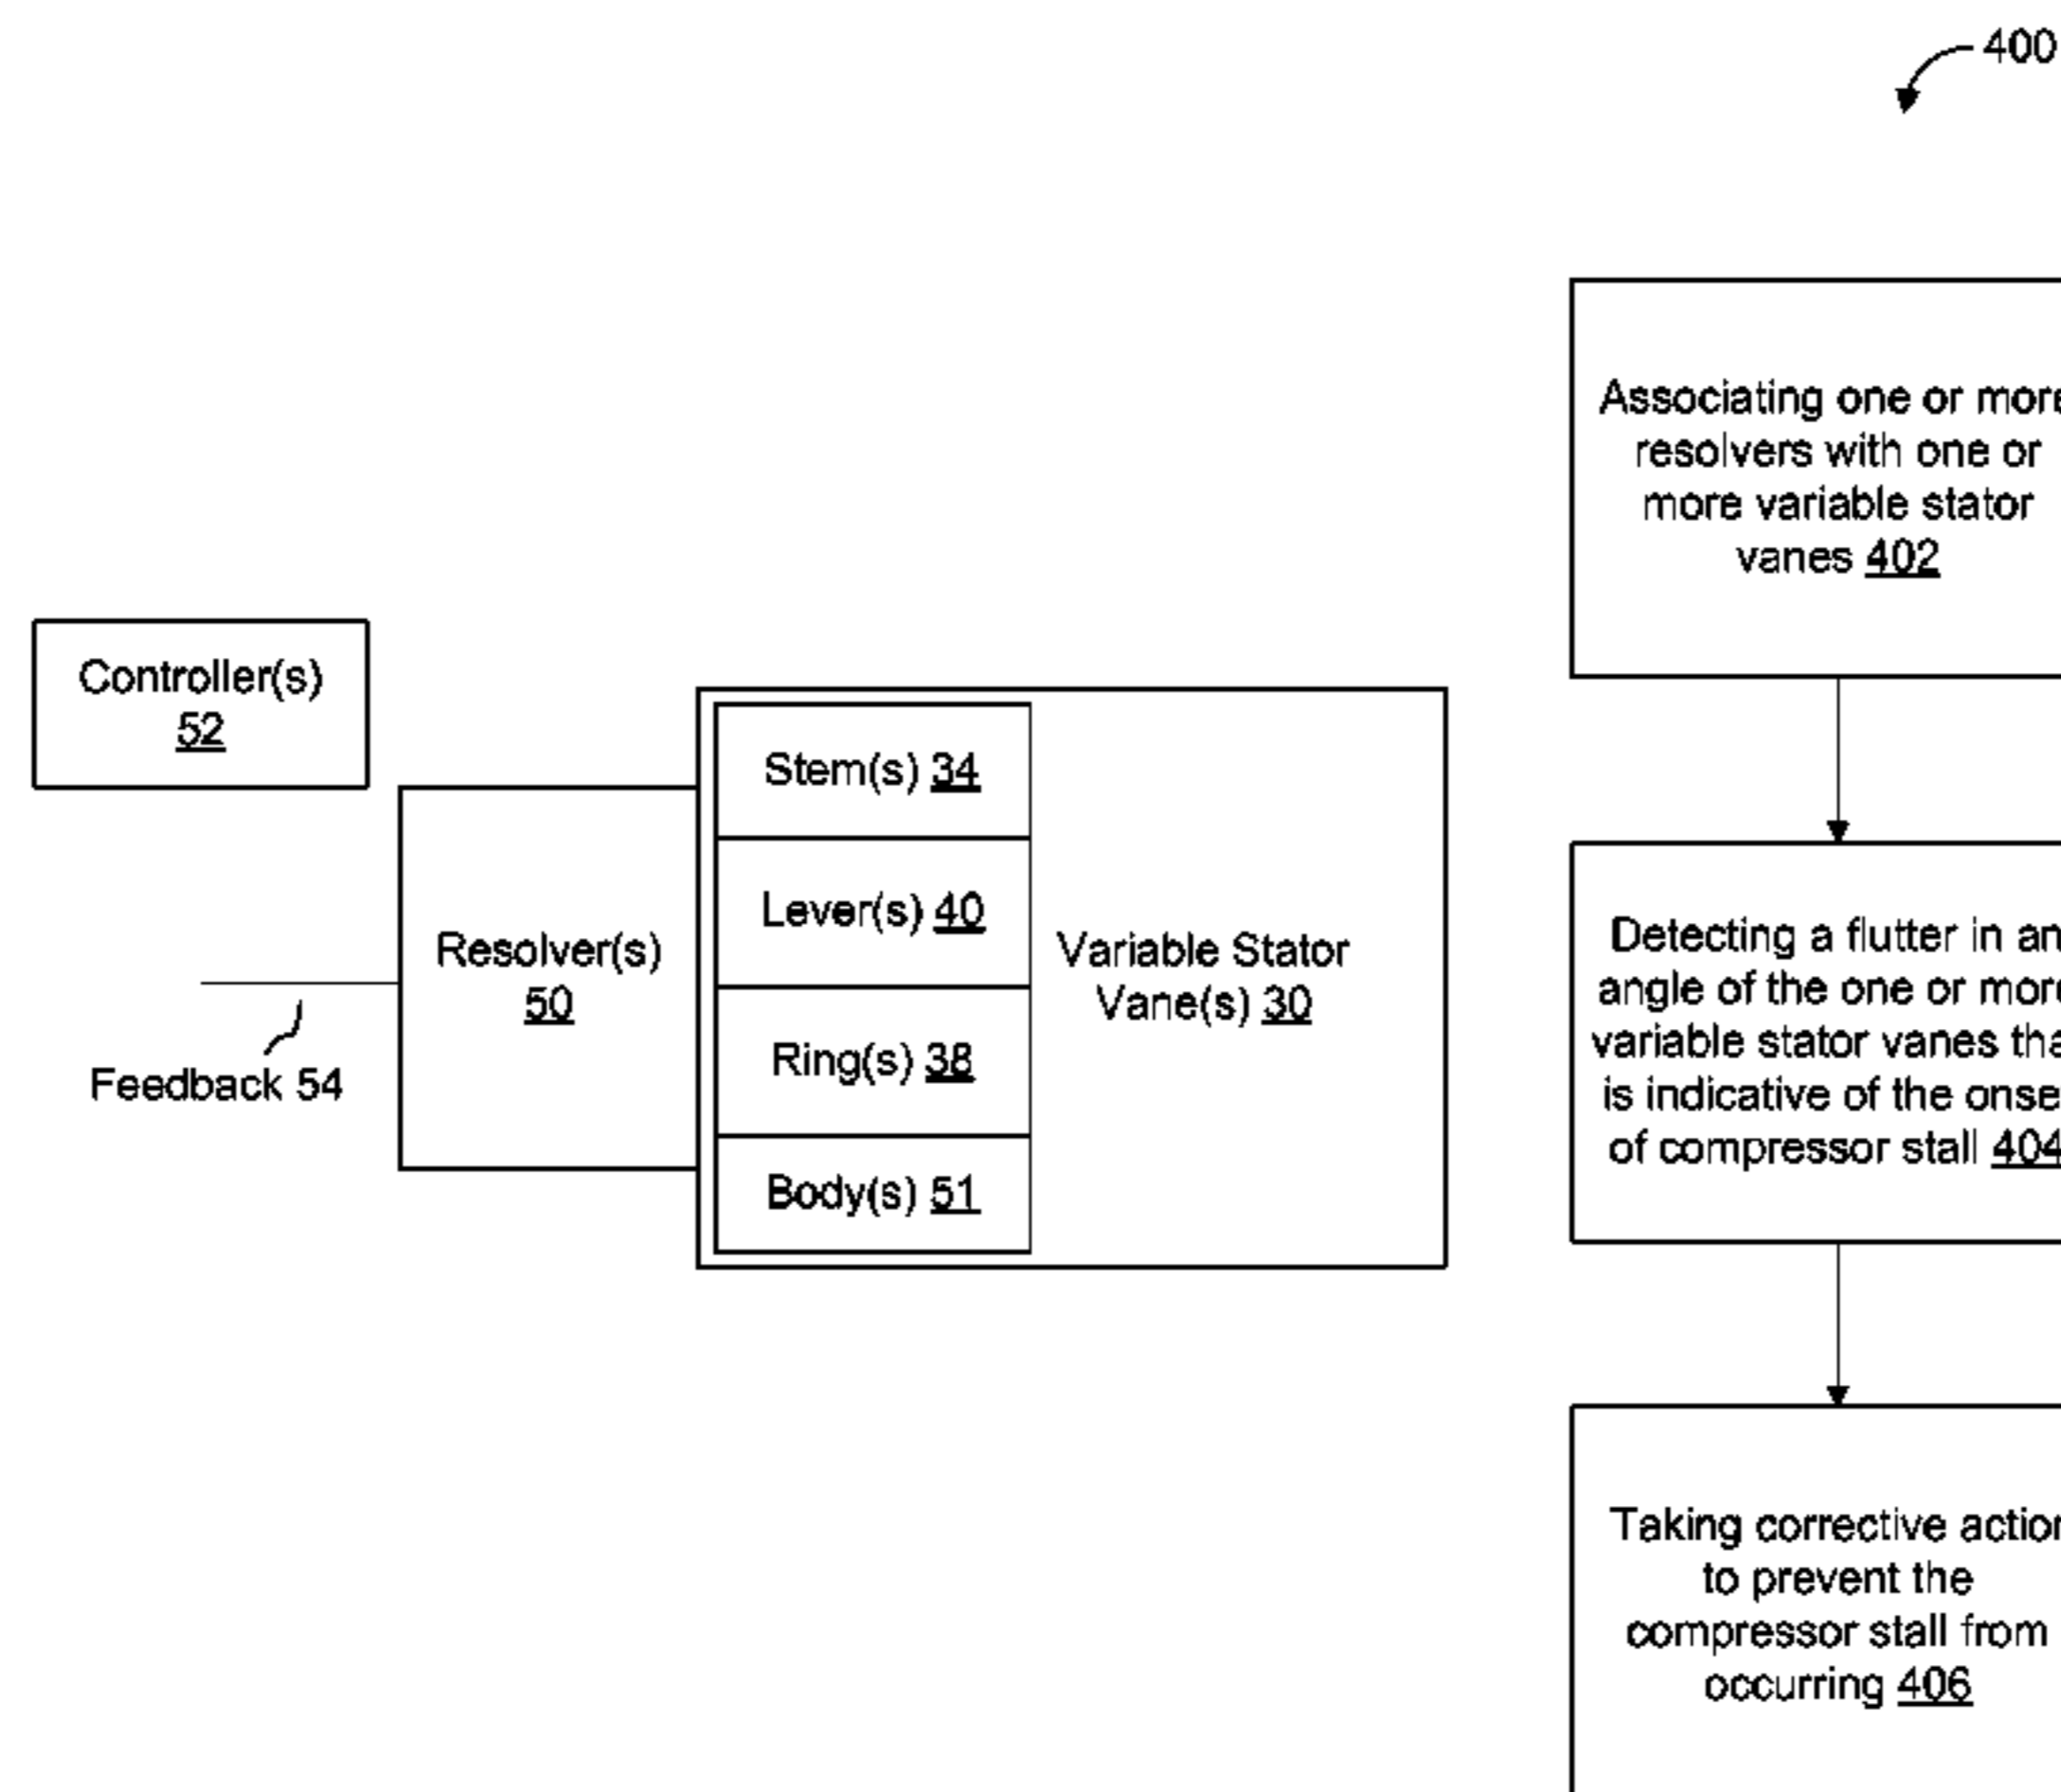 400
Associating one or more
resolvers with one or
more variable stator
vanes 402
Controller(s)
52
Stem(s) 34
Lever(s) 40
Resolver(s)
50
Variable Stator
Vane(s) 30
Ring(s) 38
Feedback 54
Body(s) 51
Detecting a flutter in an
angle of the one or more
variable stator vanes tha
is indicative of the onse
of compressor stall 404
Taking corrective action
to prevent the
compressor stall from
occurring 406